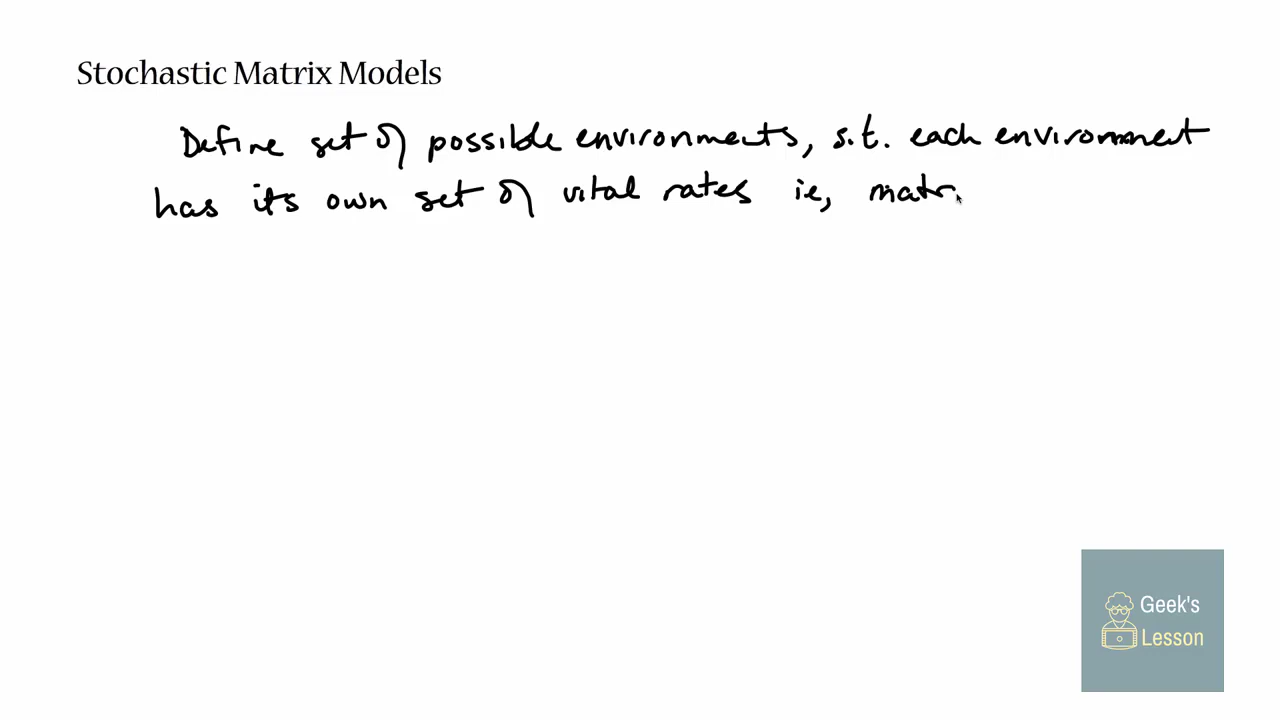 Stochastic Matrix Models
Define set of possible environments, s.t. each environment
has its own set of vital rates ie, matr
Geek's
Lesson